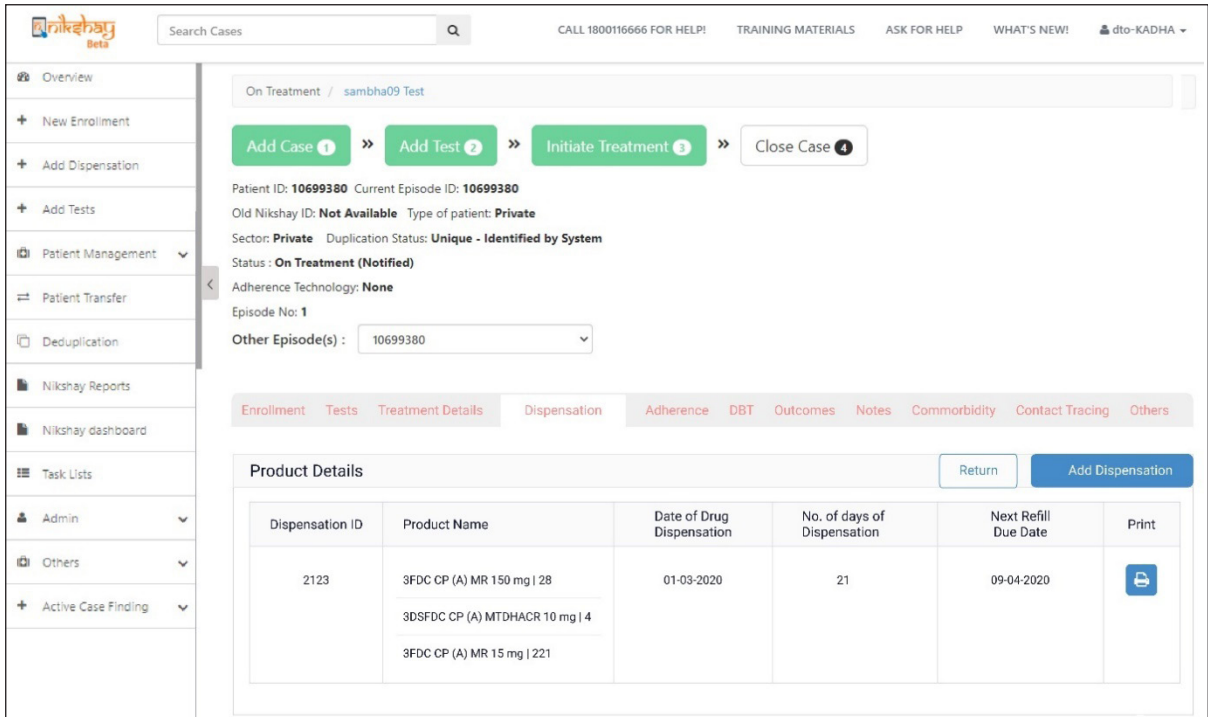 nikshay
Beta
Search Cases
CALL 1800116666 FOR HELP!
TRAINING MATERIALS
ASK FOR HELP
WHAT'S NEW!
dto-KADHA
Overview
New Enrollment
Add Dispensation
Add Tests
Patient Management
Patient Transfer
Deduplication
Nikshay Reports
Nikshay dashboard
Task Lists
Admin
Others
Active Case Finding
On Treatment / sambha09 Test
Add Case 1 » Add Test 2 » Initiate Treatment 3 » Close Case 4
Patient ID: 10699380 Current Episode ID: 10699380
Old Nikshay ID: Not Available Type of patient: Private
Sector: Private Duplication Status: Unique - Identified by System
Status : On Treatment (Notified)
Adherence Technology: None
Episode No: 1
Other Episode(s) : 10699380
Enrollment Tests Treatment Details Dispensation Adherence DBT Outcomes Notes Commorbidity Contact Tracing Others
Product Details
Return
Add Dispensation
Dispensation ID
Product Name
Date of Drug
Dispensation
No. of days of
Dispensation
Next Refill
Due Date
Print
2123
3FDC CP (A) MR 150 mg | 28
3DSFDC CP (A) MTDHACR 10 mg | 4
3FDC CP (A) MR 15 mg | 221
01-03-2020
21
09-04-2020